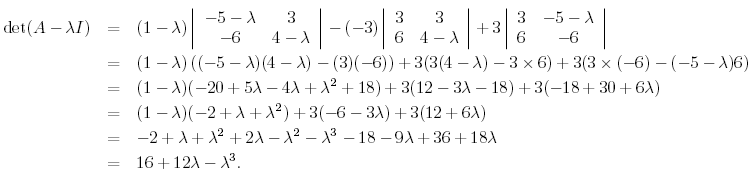 det(A − λI) = (1 − λ) | −5 − λ 3 ; −6 4 − λ | − (−3) | 3 3 ; 6 4 − λ | + 3 | 3 −5 − λ ; 6 −6 |
= (1 − λ) ((−5 − λ)(4 − λ) − (3)(−6)) + 3(3(4 − λ) − 3 × 6) + 3(3 × (−6) − (−5 − λ)6)
= (1 − λ)(−20 + 5λ − 4λ + λ² + 18) + 3(12 − 3λ − 18) + 3(−18 + 30 + 6λ)
= (1 − λ)(−2 + λ + λ²) + 3(−6 − 3λ) + 3(12 + 6λ)
= −2 + λ + λ² + 2λ − λ² − λ³ − 18 − 9λ + 36 + 18λ
= 16 + 12λ − λ³.